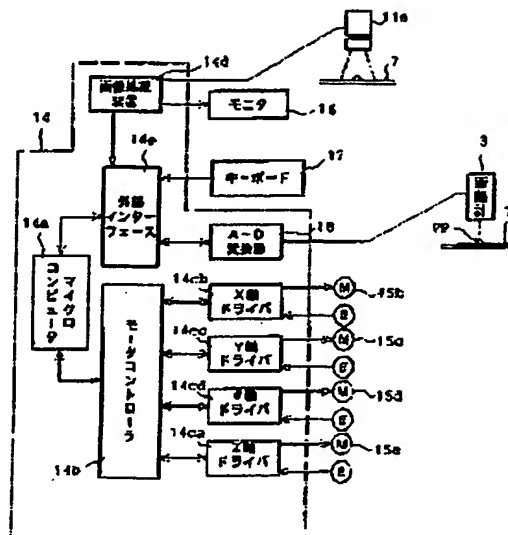 11a
14d
7
画像処理
装置
モニタ
16
14
14e
17
キーボード
3
外部
インター
フェース
14a
18
A−D
変換器
PP
7
マイクロ
コンピュータ
14cb
X軸
ドライバ
M
15b
E
モータコントローラ
Y軸
ドライバ
M
15a
E
14cd
ドライバ
M
15d
E
14ca
Z軸
ドライバ
M
E
14b